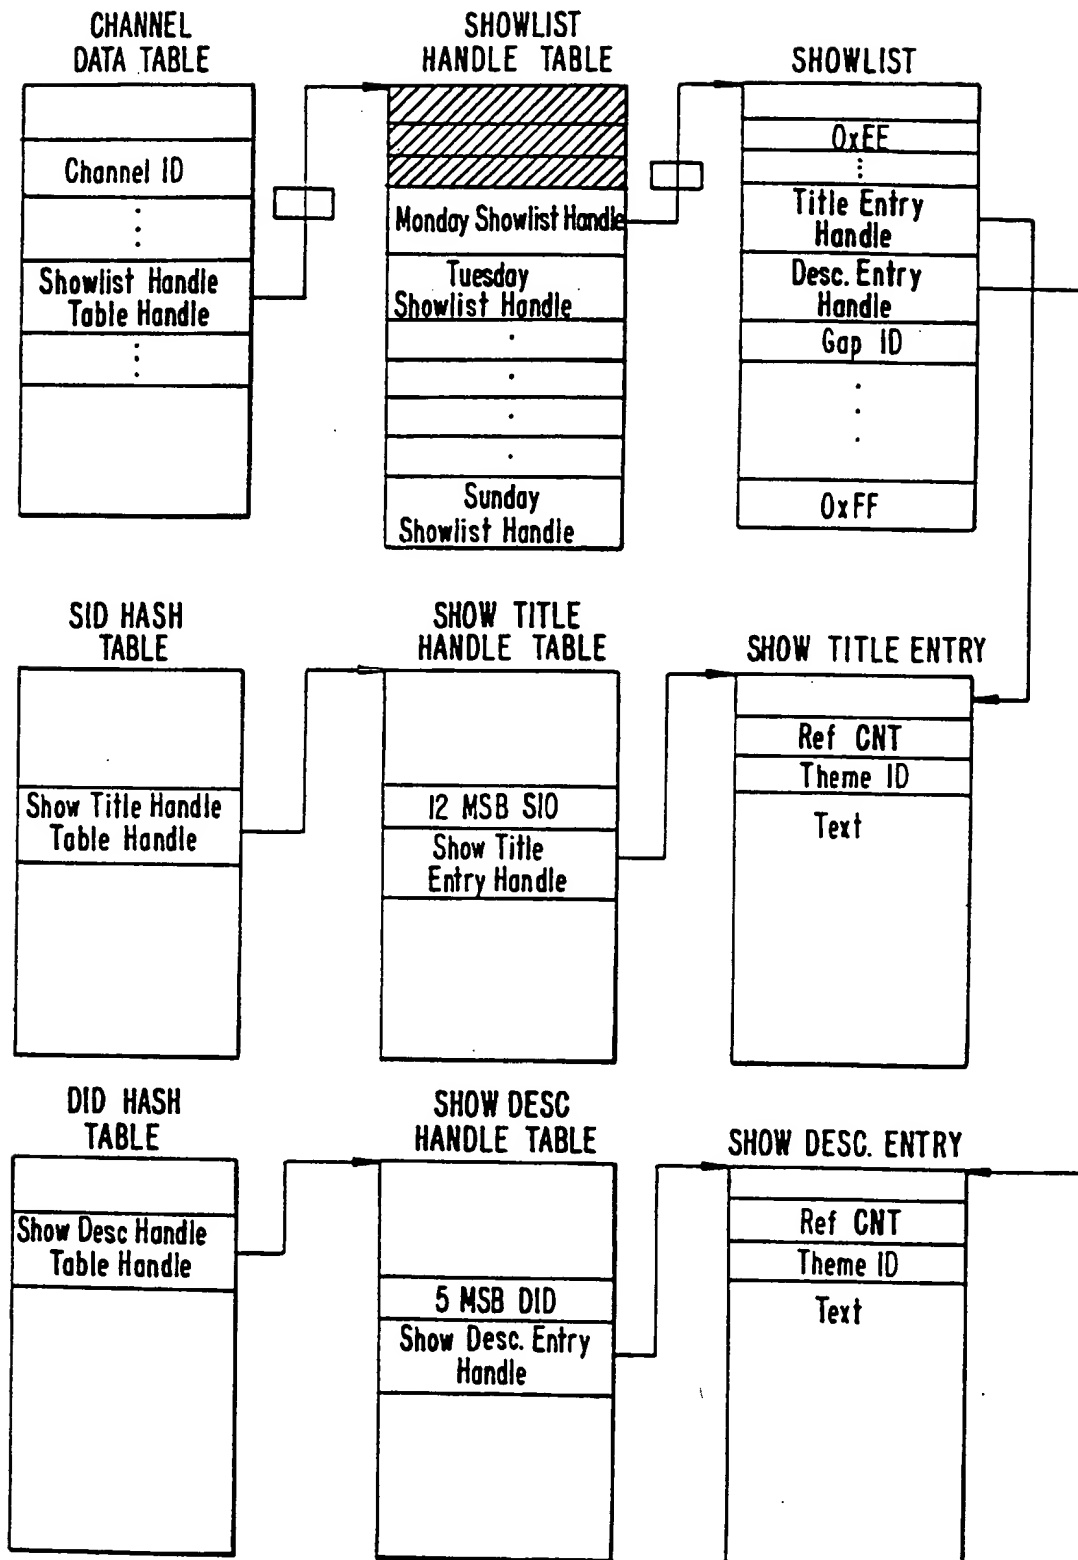 CHANNEL
DATA TABLE
Channel ID
Showlist Handle
Table Handle
SHOWLIST
HANDLE TABLE
Monday Showlist Handle
Tuesday
Showlist Handle
Sunday
Showlist Handle
SHOWLIST
0xEE
Title Entry
Handle
Desc. Entry
Handle
Gap ID
0xFF
SID HASH
TABLE
Show Title Handle
Table Handle
SHOW TITLE
HANDLE TABLE
12 MSB SIO
Show Title
Entry Handle
SHOW TITLE ENTRY
Ref CNT
Theme ID
Text
DID HASH
TABLE
Show Desc Handle
Table Handle
SHOW DESC
HANDLE TABLE
5 MSB DID
Show Desc. Entry
Handle
SHOW DESC. ENTRY
Ref CNT
Theme ID
Text